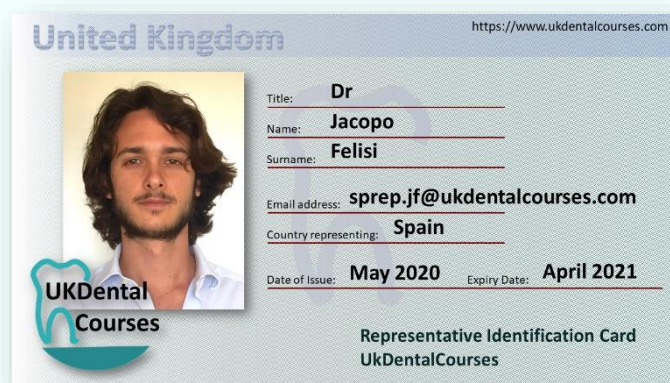 United Kingdom
https://www.ukdentalcourses.com
Title: Dr
Name: Jacopo
Surname: Felisi
Email address: sprep.jf@ukdentalcourses.com
Country representing: Spain
Date of Issue: May 2020 Expiry Date: April 2021
UKDental
Courses
Representative Identification Card
UkDentalCourses